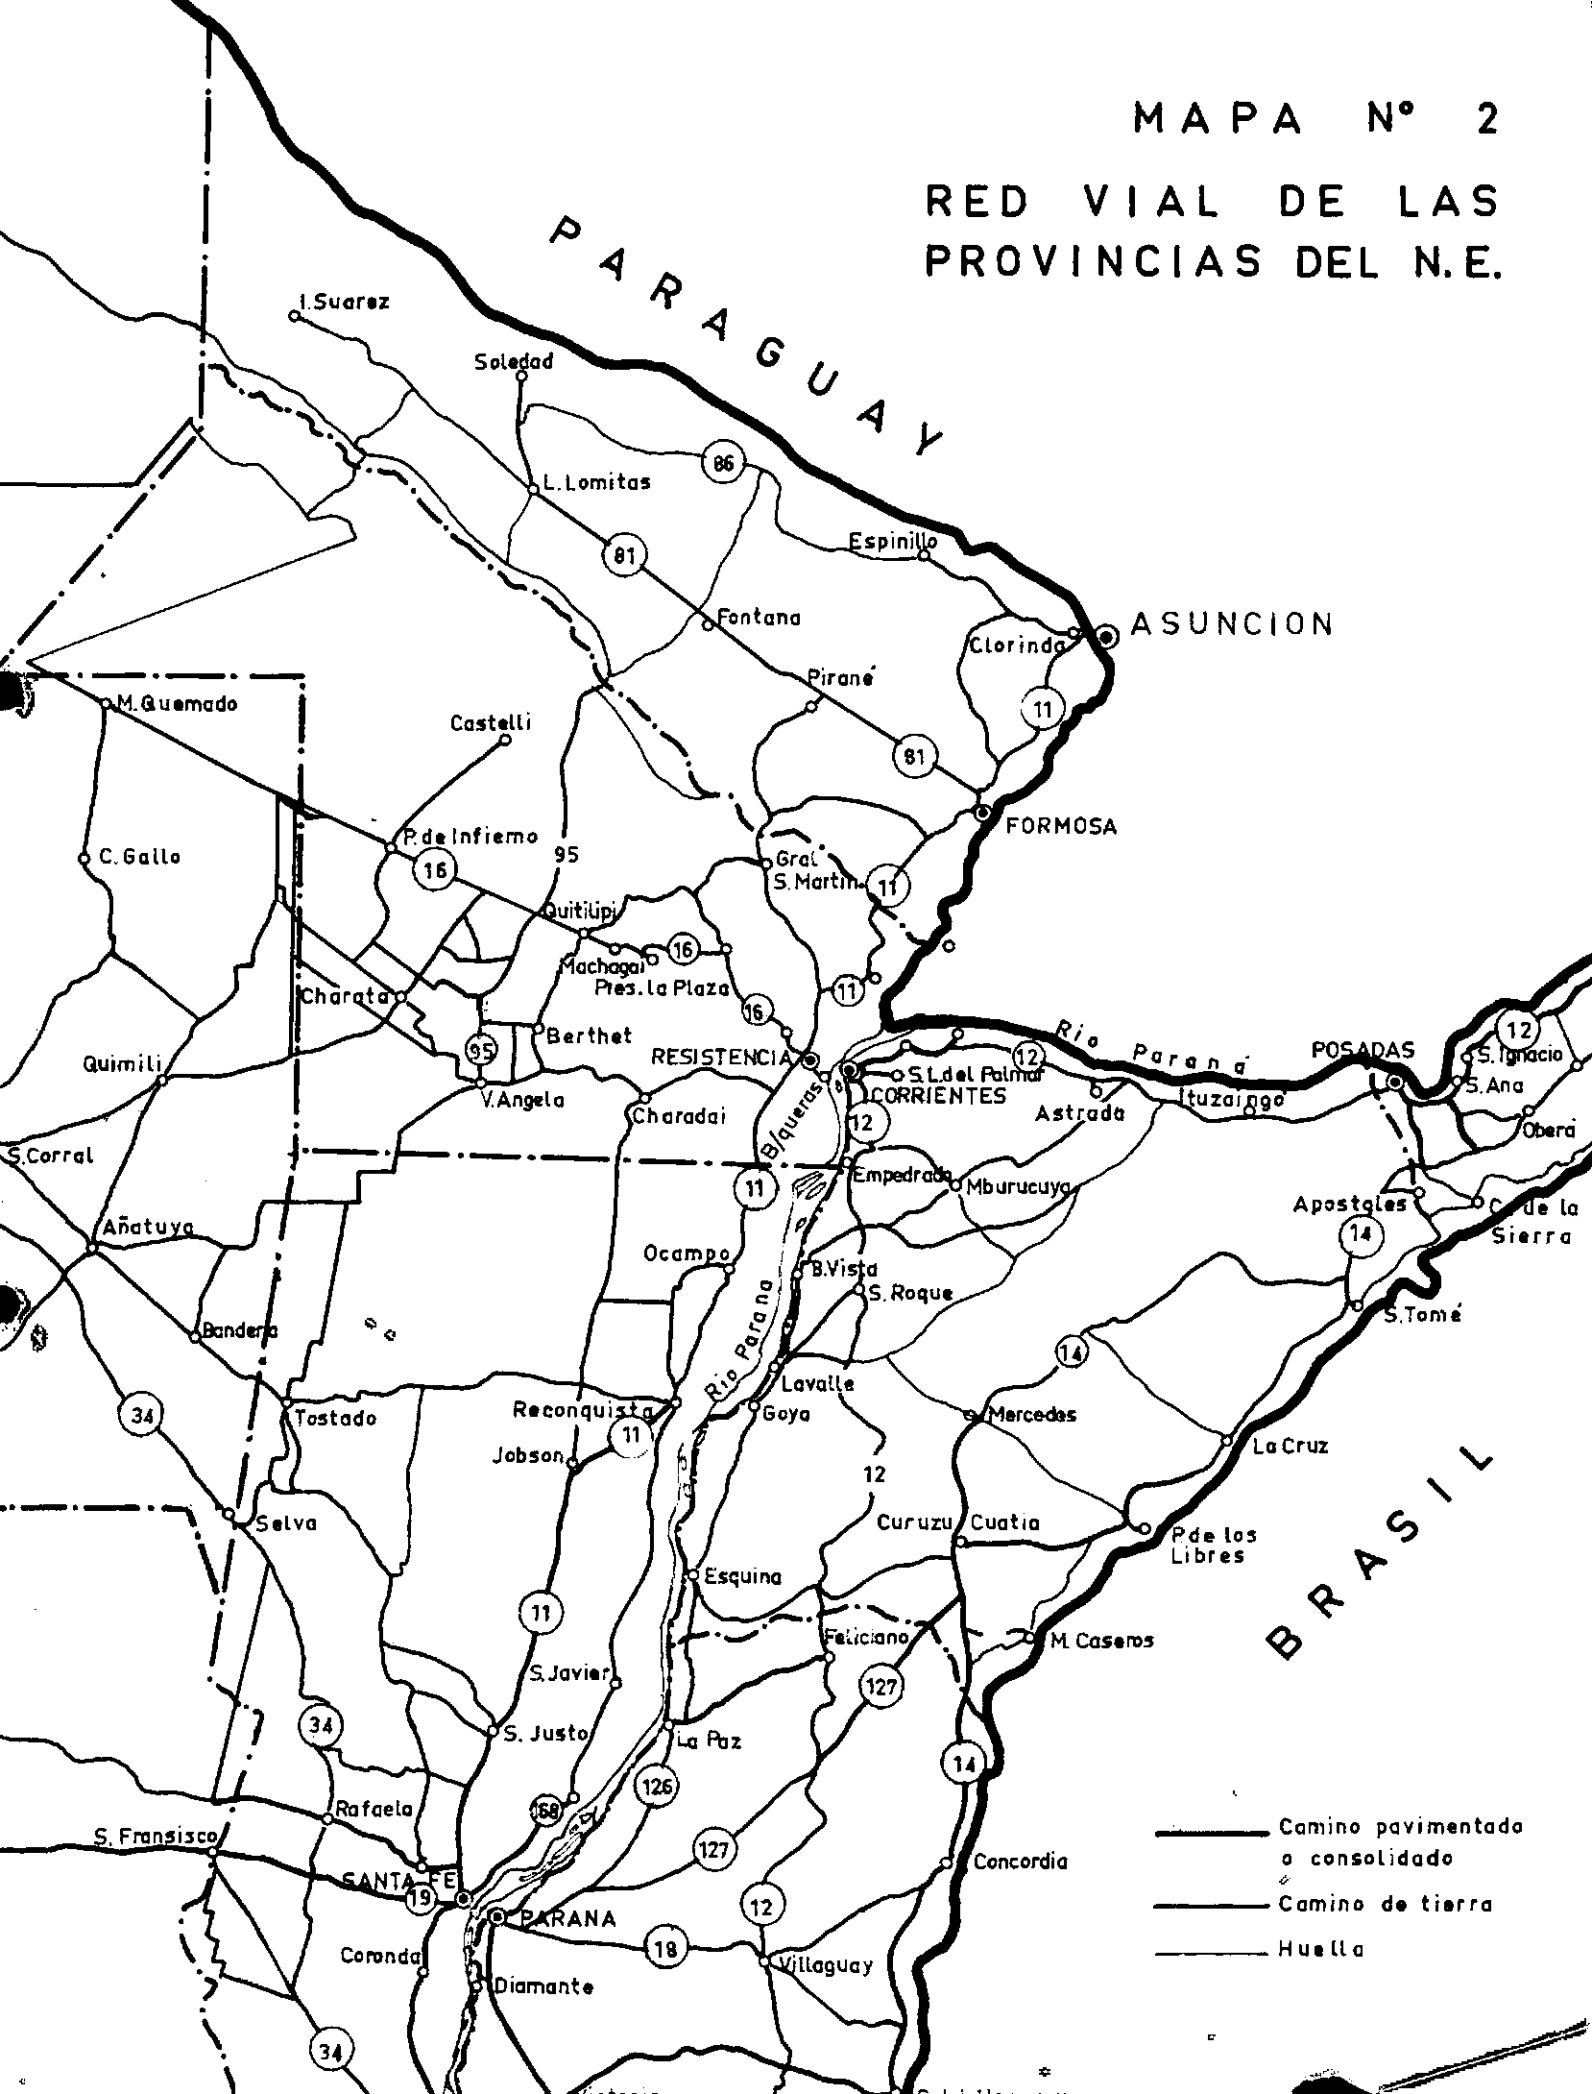 MAPA Nº 2
RED VIAL DE LAS
PROVINCIAS DEL N.E.
PARAGUAY
I.Suarez
Soledad
86
L.Lomitas
Espinillo
81
Fontana
ASUNCION
Clorinda
Pirané
M.Quemado
11
Castelli
81
FORMOSA
P.de Infierno
C.Gallo
95
16
Gral
S.Martin
11
Quitilipi
16
Machagai
Pres.la Plaza
11
Charata
16
Rio Paraná
12
Berthet
95
RESISTENCIA
12
POSADAS
S.Ignacio
Quimili
S.L.del Palmar
S.Ana
V.Angela
CORRIENTES
Ituzaingo
Charadai
Astrada
B/queras
12
Obera
S.Corral
Empedrado
Mburucuya
11
Apostoles
Co de la
Sierra
Añatuya
14
Ocampo
B.Vista
S.Roque
S.Tomé
Rio Parana
Bandera
14
Lavalle
Tostado
Reconquista
Goya
Mercedes
34
11
La Cruz
Jobson
12
BRASIL
Selva
Curuzu Cuatia
P.de los
Libres
Esquina
11
Feliciano
M.Caseros
S.Javier
127
34
S. Justo
La Paz
14
126
Rafaela
168
Camino pavimentado
o consolidado
S. Fransisco
127
Concordia
SANTA FE
19
12
Camino de tierra
PARANA
18
Huella
Coronda
Villaguay
Diamante
34